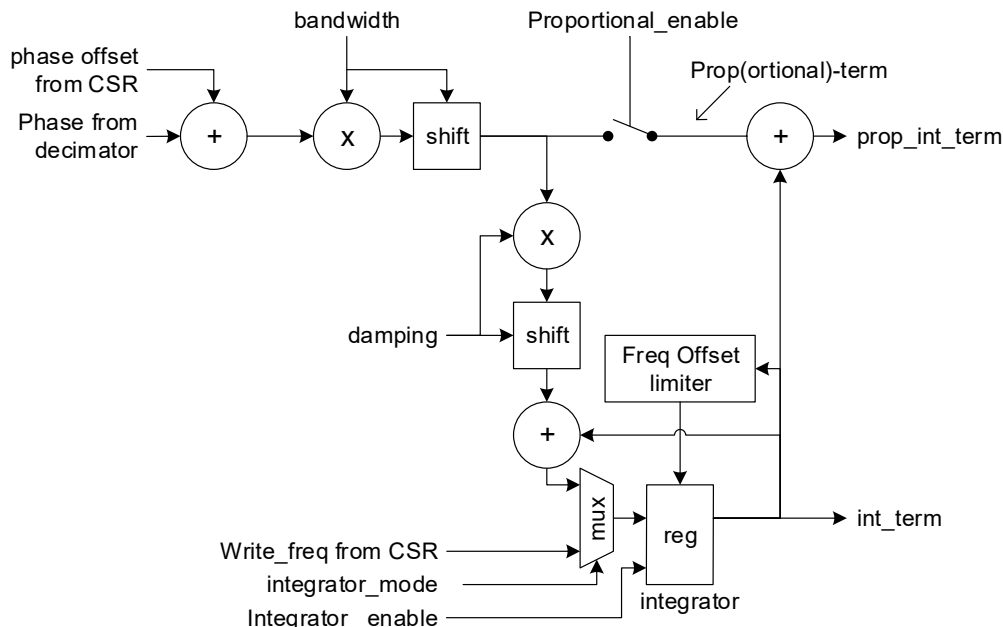 bandwidth
Proportional_enable
phase offset
from CSR
Prop(ortional)-term
Phase from
decimator
+
x
shift
+
prop_int_term
x
damping
shift
Freq Offset
limiter
+
mux
reg
int_term
Write_freq from CSR
integrator_mode
integrator
Integrator_enable